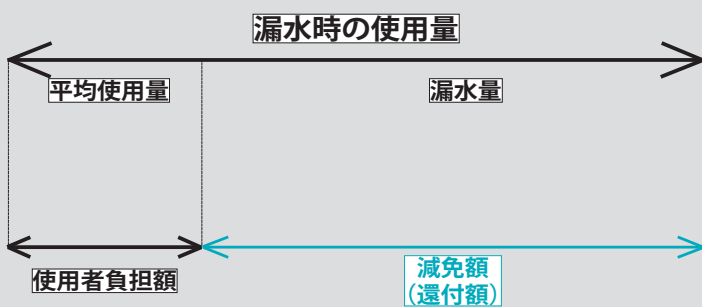 漏水時の使用量
平均使用量
漏水量
使用者負担額
減免額
（還付額）